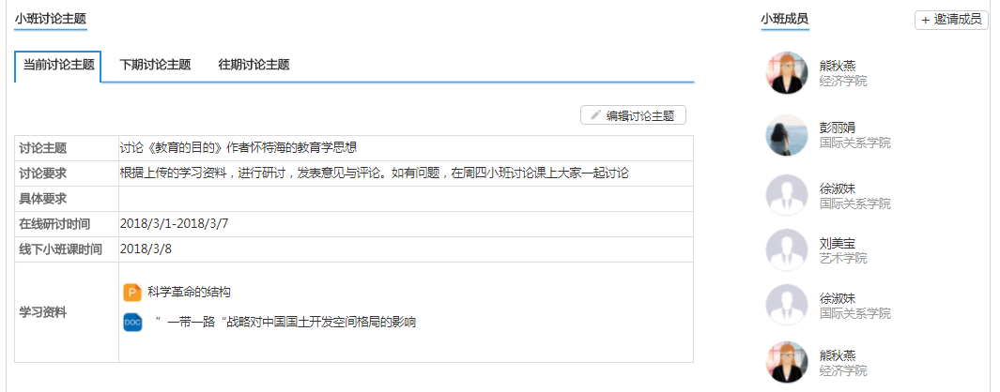 小班讨论主题
当前讨论主题 下期讨论主题 往期讨论主题
编辑讨论主题
讨论主题 讨论《教育的目的》作者怀特海的教育学思想
讨论要求 根据上传的学习资料，进行研讨，发表意见与评论。如有问题，在周四小班讨论课上大家一起讨论
具体要求
在线研讨时间 2018/3/1-2018/3/7
线下小班课时间 2018/3/8
学习资料
P 科学革命的结构
DOC ”一带一路“战略对中国国土开发空间格局的影响
小班成员 + 邀请成员
熊秋燕
经济学院
彭丽娟
国际关系学院
徐淑妹
国际关系学院
刘美宝
艺术学院
徐淑妹
国际关系学院
熊秋燕
经济学院